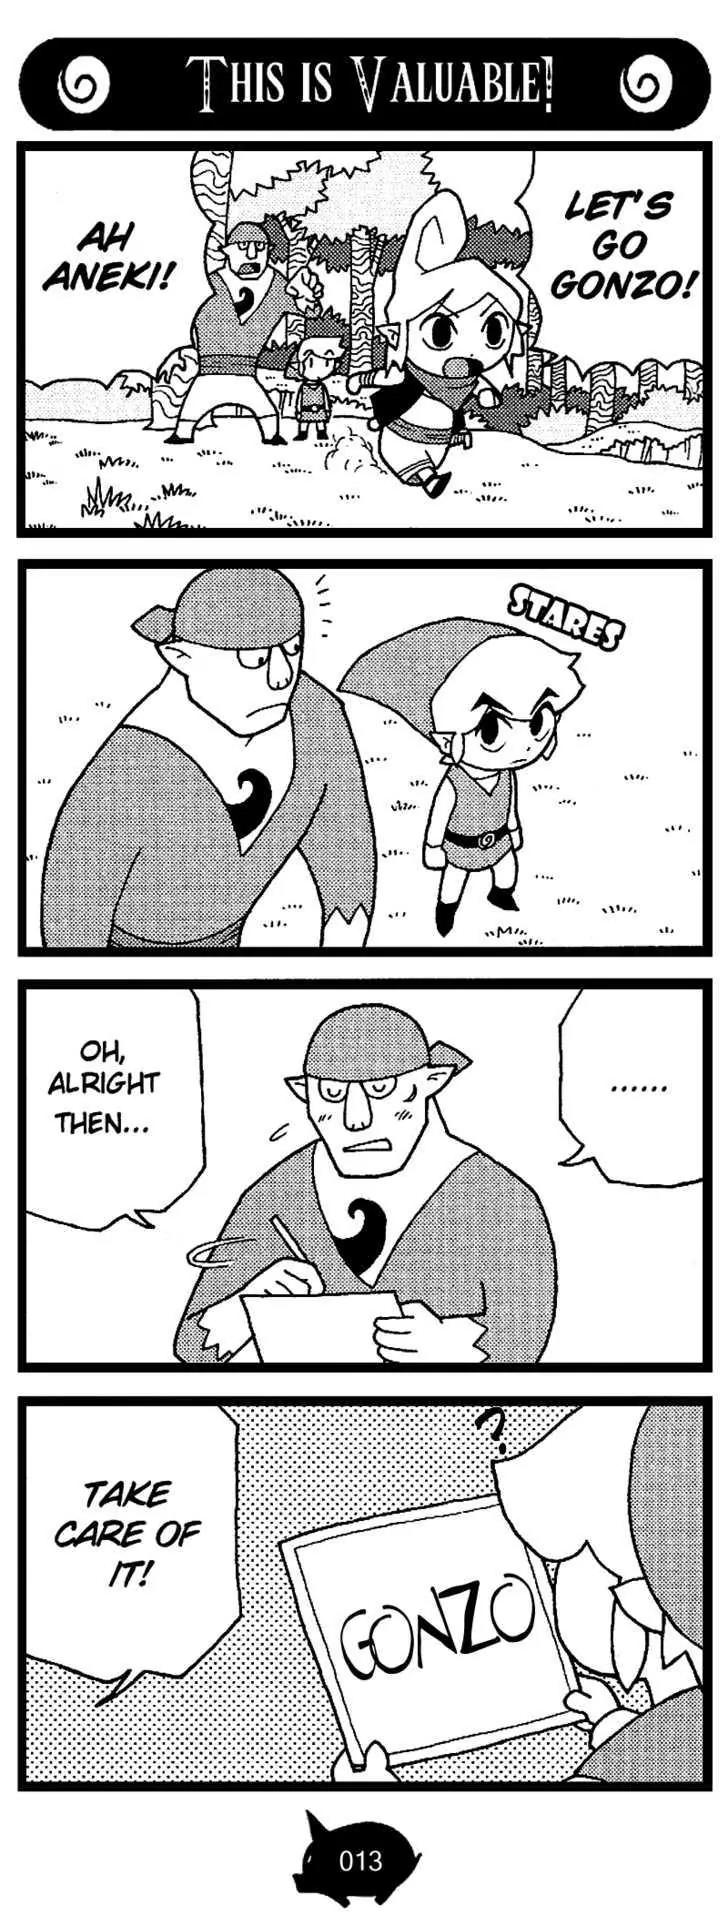 THIS IS VALUABLE!
LET'S
GO
GONZO!
AH
ANEKI!
STARES
......
OH,
ALRIGHT
THEN...
?
GONZO
TAKE
CARE OF
IT!
013